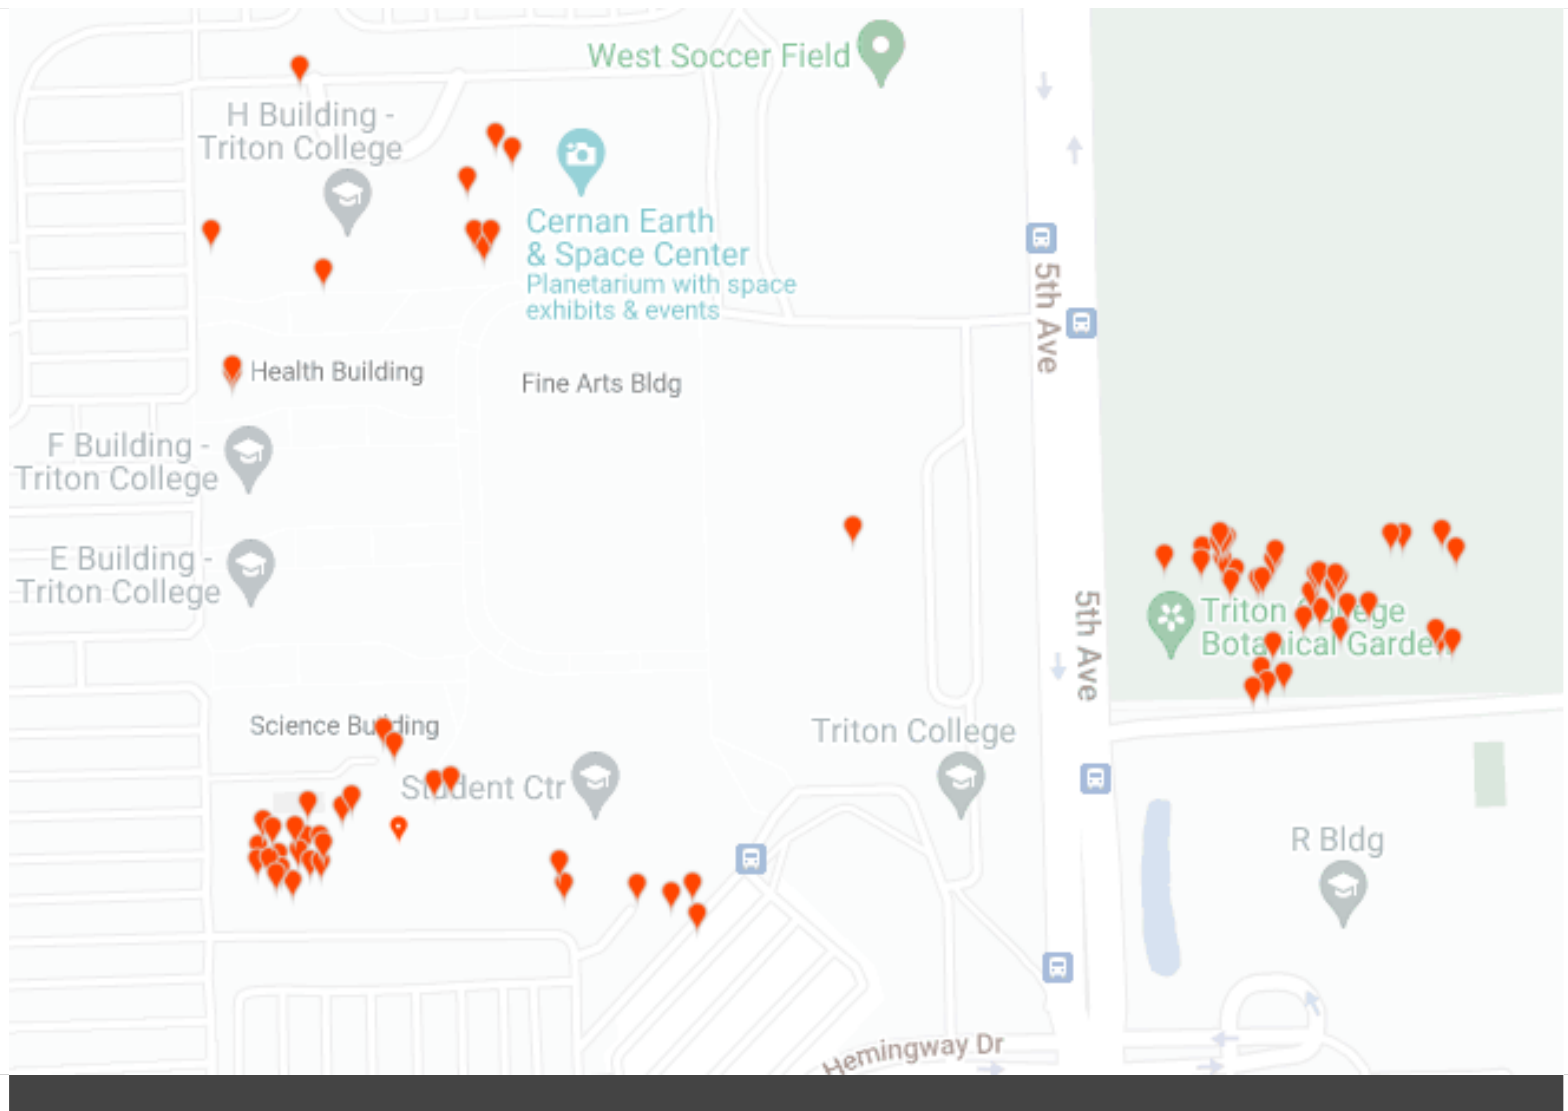 West Soccer Field
H Building -
Triton College
Cernan Earth
& Space Center
Planetarium with space
exhibits & events
5th Ave
Health Building
Fine Arts Bldg
F Building -
Triton College
E Building -
Triton College
5th Ave
Triton College
Botanical Garden
Science Building
Triton College
Student Ctr
R Bldg
Hemingway Dr